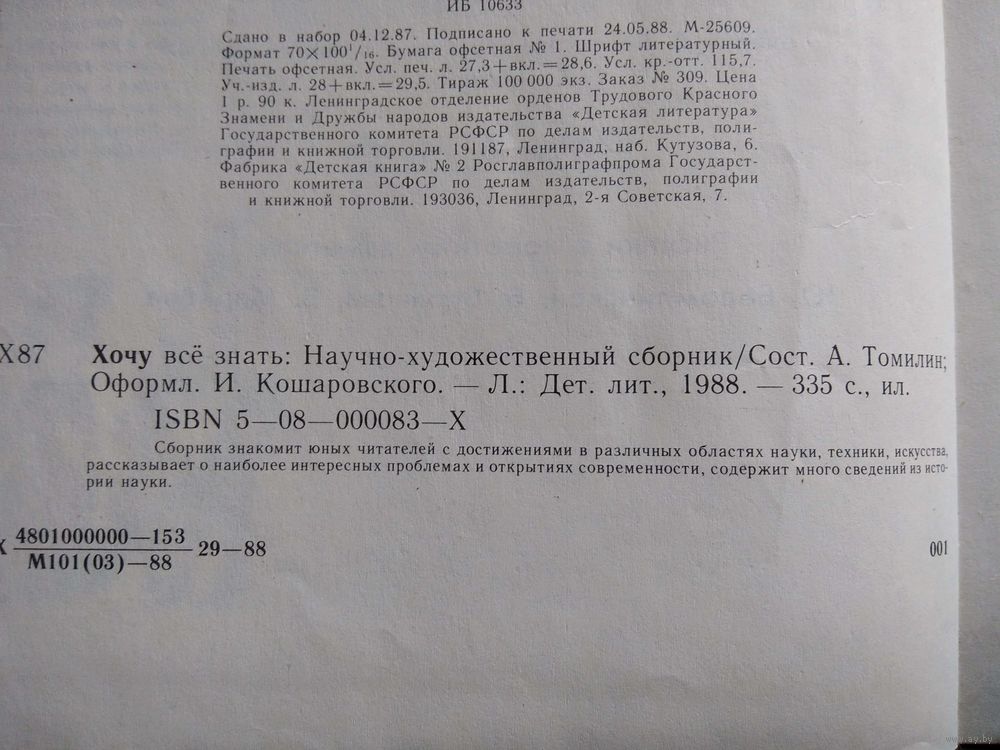 ИБ 10633
Сдано в набор 04.12.87. Подписано к печати 24.05.88. М-25609.
Формат 70×100¹/₁₆. Бумага офсетная № 1. Шрифт литературный.
Печать офсетная. Усл. печ. л. 27,3+вкл.=28,6. Усл. кр.-отт. 115,7.
Уч.-изд. л. 28+вкл.=29,5. Тираж 100 000 экз. Заказ № 309. Цена
1 р. 90 к. Ленинградское отделение орденов Трудового Красного
Знамени и Дружбы народов издательства «Детская литература»
Государственного комитета РСФСР по делам издательств, поли-
графии и книжной торговли. 191187, Ленинград, наб. Кутузова, 6.
Фабрика «Детская книга» № 2 Росглавполиграфпрома Государст-
венного комитета РСФСР по делам издательств, полиграфии
и книжной торговли. 193036, Ленинград, 2-я Советская, 7.
Х87 Хочу всё знать: Научно-художественный сборник/Сост. А. Томилин;
Оформл. И. Кошаровского. — Л.: Дет. лит., 1988. — 335 с., ил.
ISBN 5—08—000083—X
Сборник знакомит юных читателей с достижениями в различных областях науки, техники, искусства,
рассказывает о наиболее интересных проблемах и открытиях современности, содержит много сведений из исто-
рии науки.
Х 4801000000—153
М101(03)—88 29—88
001
www.ay.by